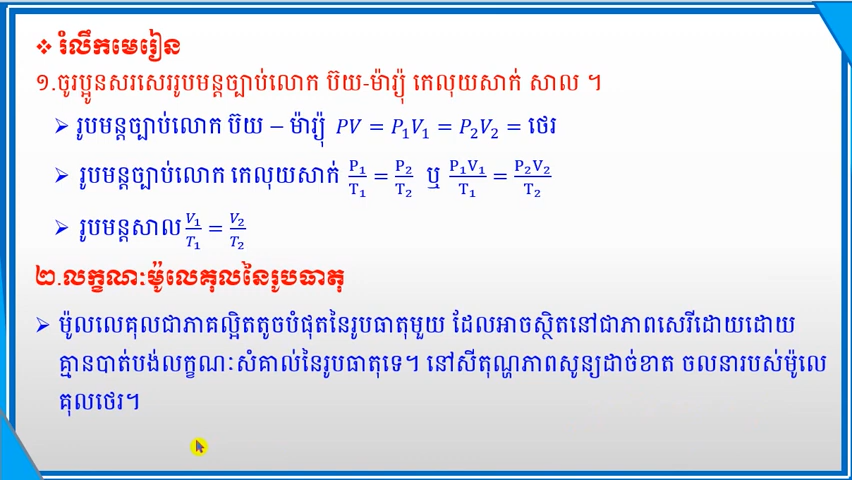 ❖ រំលឹកមេរៀន
១.ចូរប្អូនសរសេររូបមន្តច្បាប់លោក ប៊យ-ម៉ារ្យ៉ុ កេលុយសាក់ សាល ។
➢ រូបមន្តច្បាប់លោក ប៊យ – ម៉ារ្យ៉ុ PV = P₁V₁ = P₂V₂ = ថេរ
➢ រូបមន្តច្បាប់លោក កេលុយសាក់ P₁/T₁ = P₂/T₂ ឬ P₁V₁/T₁ = P₂V₂/T₂
➢ រូបមន្តសាល V₁/T₁ = V₂/T₂
២.លក្ខណៈម៉ូលេគុលនៃរូបធាតុ
➢ ម៉ូលលេគុលជាភាគល្អិតតូចបំផុតនៃរូបធាតុមួយ ដែលអាចស្ថិតនៅជាភាពសេរីដោយដោយ
គ្មានបាត់បង់លក្ខណៈសំគាល់នៃរូបធាតុទេ។ នៅសីតុណ្ហភាពសូន្យដាច់ខាត ចលនារបស់ម៉ូលេ
គុលថេរ។